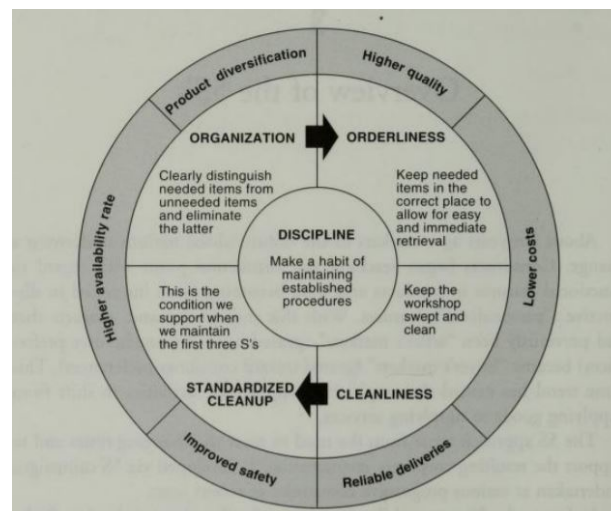 Product diversification
Higher quality
Higher availability rate
Lower costs
Improved safety
Reliable deliveries
ORGANIZATION
Clearly distinguish
needed items from
unneeded items
and eliminate
the latter
ORDERLINESS
Keep needed
items in the
correct place to
allow for easy
and immediate
retrieval
DISCIPLINE
Make a habit of
maintaining
established
procedures
This is the
condition we
support when
we maintain
the first three S's
STANDARDIZED
CLEANUP
Keep the
workshop
swept and
clean
CLEANLINESS